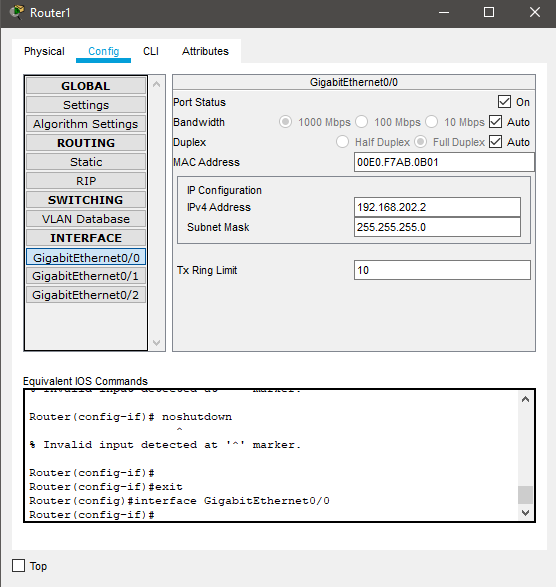 Router1
Physical Config CLI Attributes
GLOBAL
Settings
Algorithm Settings
ROUTING
Static
RIP
SWITCHING
VLAN Database
INTERFACE
GigabitEthernet0/0
GigabitEthernet0/1
GigabitEthernet0/2
GigabitEthernet0/0
Port Status On
Bandwidth 1000 Mbps 100 Mbps 10 Mbps Auto
Duplex Half Duplex Full Duplex Auto
MAC Address 00E0.F7AB.0B01
IP Configuration
IPv4 Address 192.168.202.2
Subnet Mask 255.255.255.0
Tx Ring Limit 10
Equivalent IOS Commands
% Invalid input detected at '^' marker.
Router(config-if)# noshutdown
^
% Invalid input detected at '^' marker.
Router(config-if)#
Router(config-if)#exit
Router(config)#interface GigabitEthernet0/0
Router(config-if)#
Top